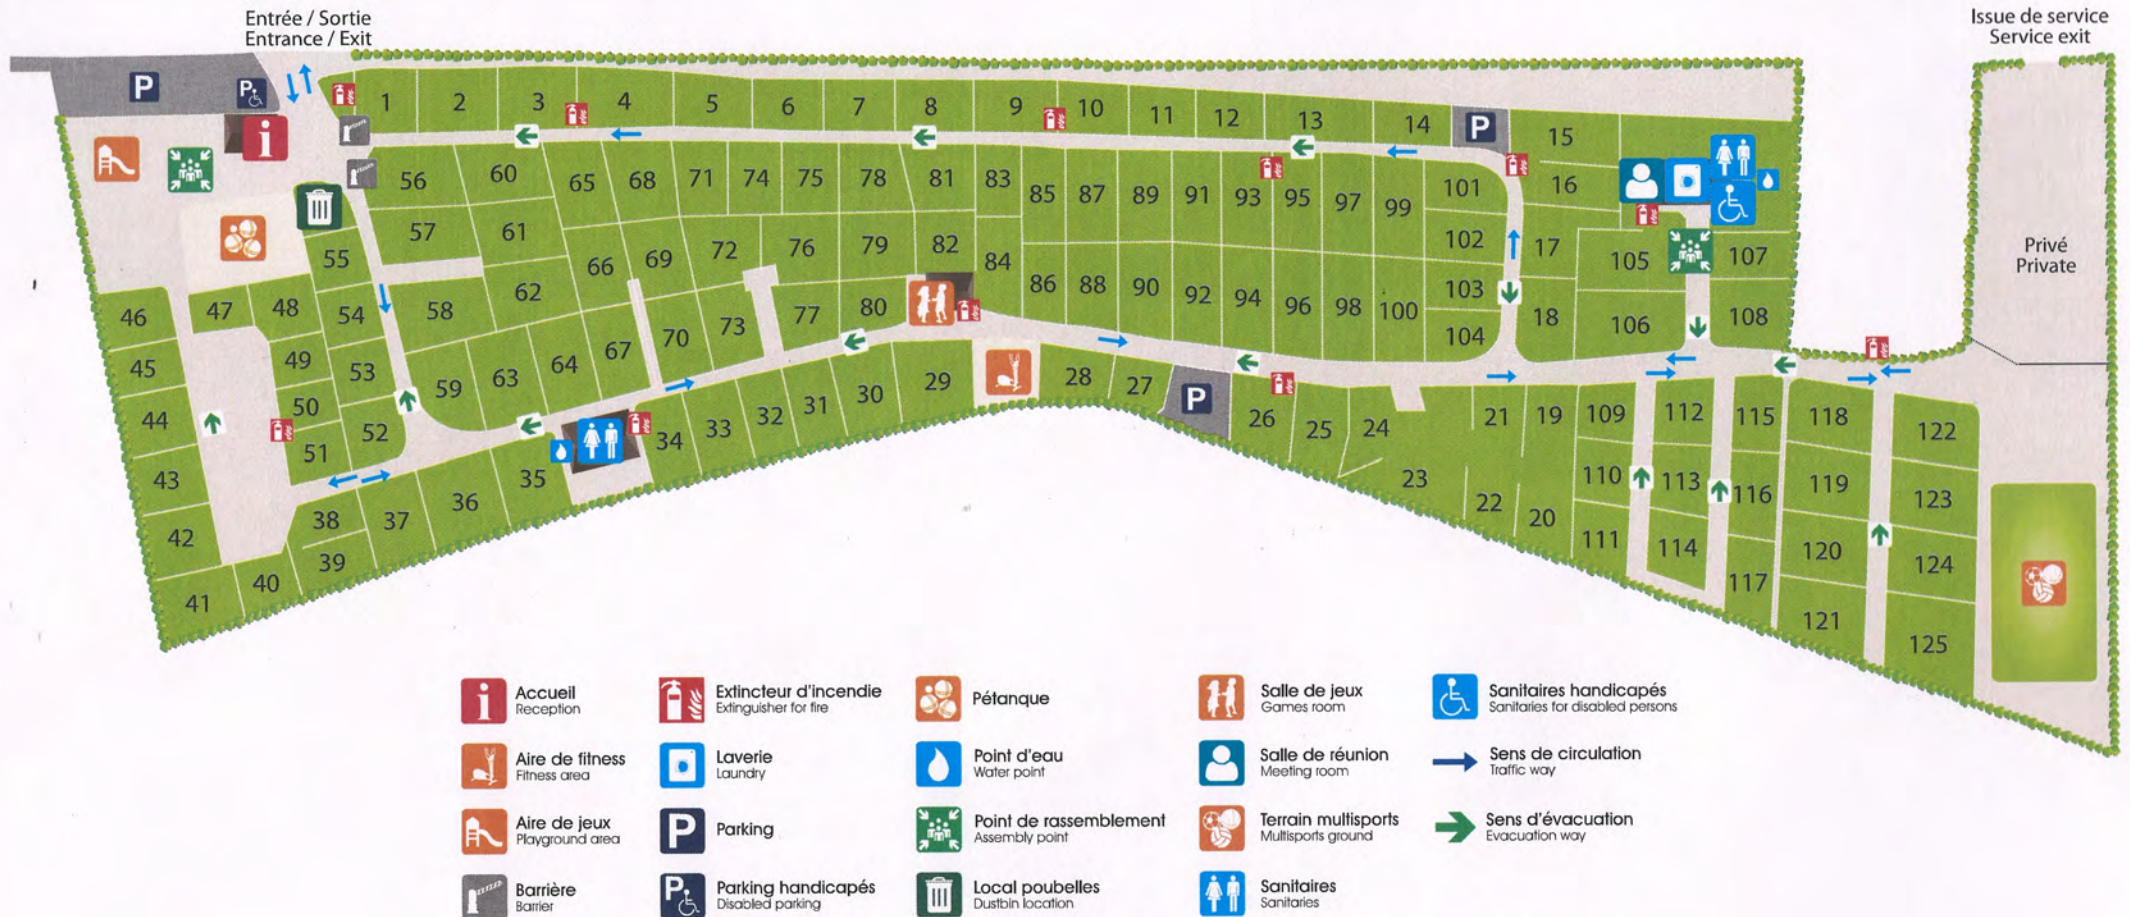 Entrée / Sortie
Entrance / Exit
Issue de service
Service exit
P
P
i
1
2
3
4
5
6
7
8
9
10
11
12
13
14
P
15
16
56
60
65
68
71
74
75
78
81
83
85
87
89
91
93
95
97
99
101
57
61
66
69
72
76
79
82
84
102
17
105
107
Privé
Private
55
54
58
62
86
88
90
92
94
96
98
100
103
104
18
106
108
46
47
48
45
49
53
59
63
64
67
70
73
77
80
44
50
52
51
43
42
41
40
39
38
37
36
35
34
33
32
31
30
29
28
27
P
26
25
24
23
21
22
19
20
109
110
111
112
113
114
115
116
117
118
119
120
121
122
123
124
125
i
Accueil
Reception
Extincteur d'incendie
Extinguisher for fire
Pétanque
Salle de jeux
Games room
Sanitaires handicapés
Sanitaries for disabled persons
Aire de fitness
Fitness area
Laverie
Laundry
Point d'eau
Water point
Salle de réunion
Meeting room
Sens de circulation
Traffic way
Aire de jeux
Playground area
P
Parking
Point de rassemblement
Assembly point
Terrain multisports
Multisports ground
Sens d'évacuation
Evacuation way
Barrière
Barrier
P
Parking handicapés
Disabled parking
Local poubelles
Dustbin location
Sanitaires
Sanitaries